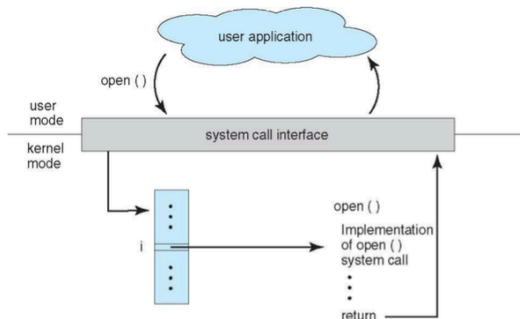 user application
open ( )
user
mode
system call interface
kernel
mode
open ( )
i
Implementation
of open ( )
system call
return